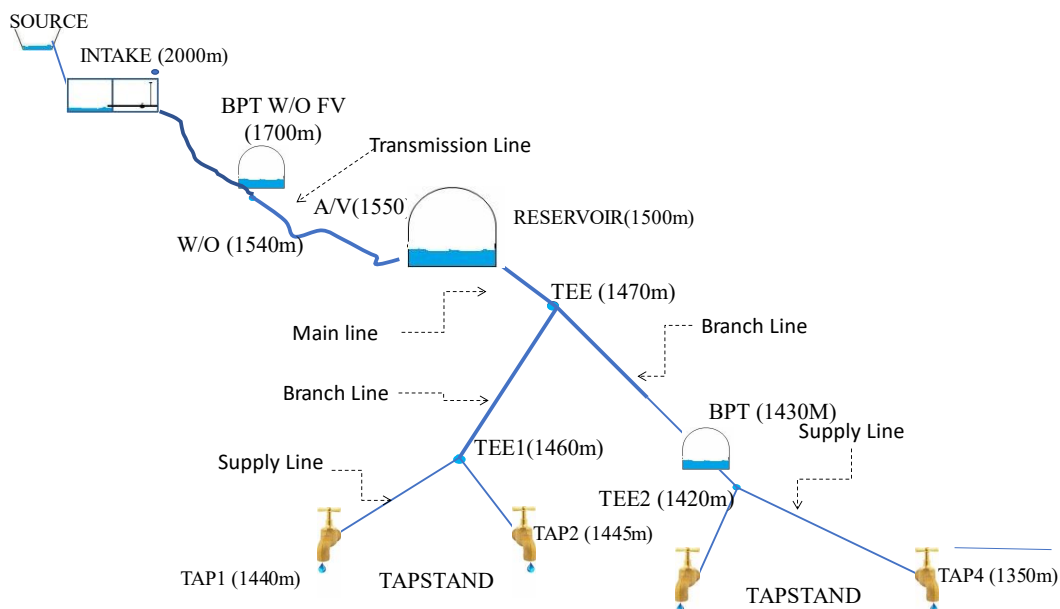 SOURCE
INTAKE (2000m)
BPT W/O FV
(1700m)
Transmission Line
A/V(1550)
RESERVOIR(1500m)
W/O (1540m)
TEE (1470m)
Main line
Branch Line
Branch Line
BPT (1430M)
Supply Line
TEE1(1460m)
Supply Line
TEE2 (1420m)
TAP2 (1445m)
TAP1 (1440m)
TAPSTAND
TAP4 (1350m)
TAPSTAND